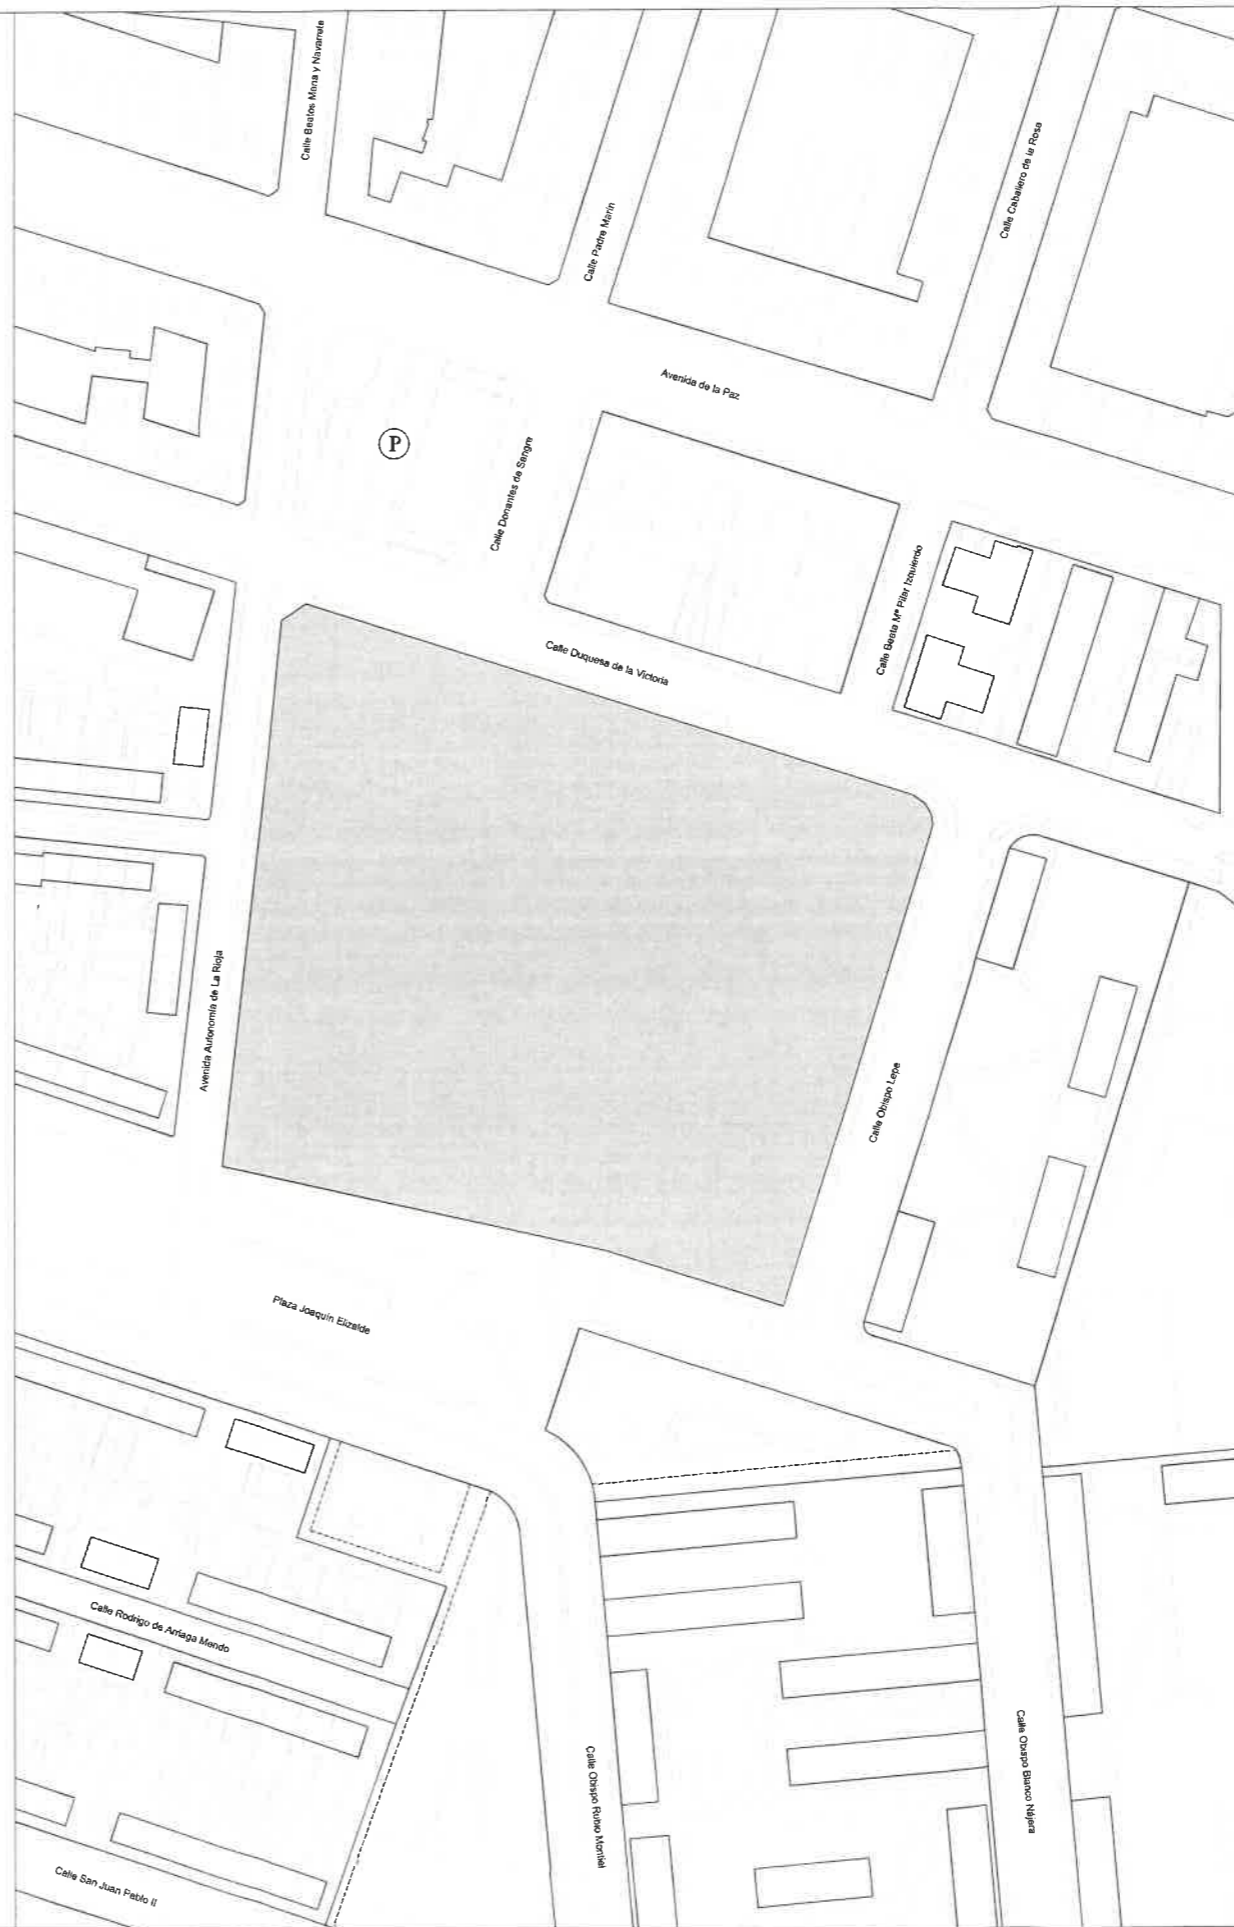 Calle Beatos Mena y Navarrete
Calle Padre Marín
Calle Caballero de la Rosa
Avenida de la Paz
P
Calle Donantes de Sangre
Calle Beata Mª Pilar Izquierdo
Calle Duquesa de la Victoria
Avenida Autonomía de La Rioja
Calle Obispo Lepe
Plaza Joaquín Elizalde
Calle Rodrigo de Arriaga Mendo
Calle Obispo Rubio Montiel
Calle Obispo Blanco Nájera
Calle San Juan Pablo II